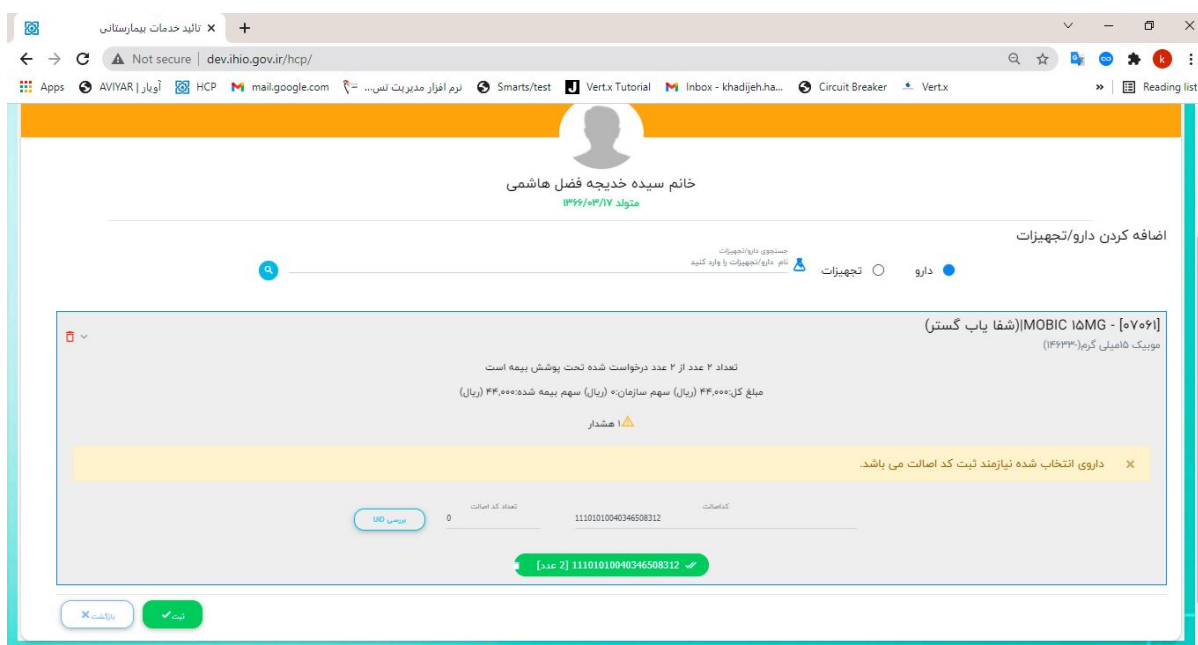 تائید خدمات بیمارستانی
Not secure | dev.ihio.gov.ir/hcp/
k
Apps AVIYAR | آویار HCP mail.google.com نرم افزار مدیریت تس... Smarts/test Vert.x Tutorial Inbox - khadijeh.ha... Circuit Breaker Vert.x » Reading list
خانم سیده خدیجه فضل هاشمی
متولد ۱۳۶۶/۰۳/۱۷
اضافه کردن دارو/تجهیزات
جستجوی دارو/تجهیزات
دارو تجهیزات نام دارو/تجهیزات را وارد کنید
[۰۷۰۶۱] - MOBIC ۱۵MG|(شفا یاب گستر)
موبیک ۱۵میلی گرم(-۱۴۶۳۳)
تعداد ۲ عدد از ۲ عدد درخواست شده تحت پوشش بیمه است
مبلغ کل:۴۴,۰۰۰ (ریال) سهم سازمان:۰ (ریال) سهم بیمه شده:۴۴,۰۰۰ (ریال)
۱ هشدار
داروی انتخاب شده نیازمند ثبت کد اصالت می باشد.
کداصالت تعداد کد اصالت
11101010040346508312 0 بررسی UID
11101010040346508312 [2 عدد]
ثبت بازگشت